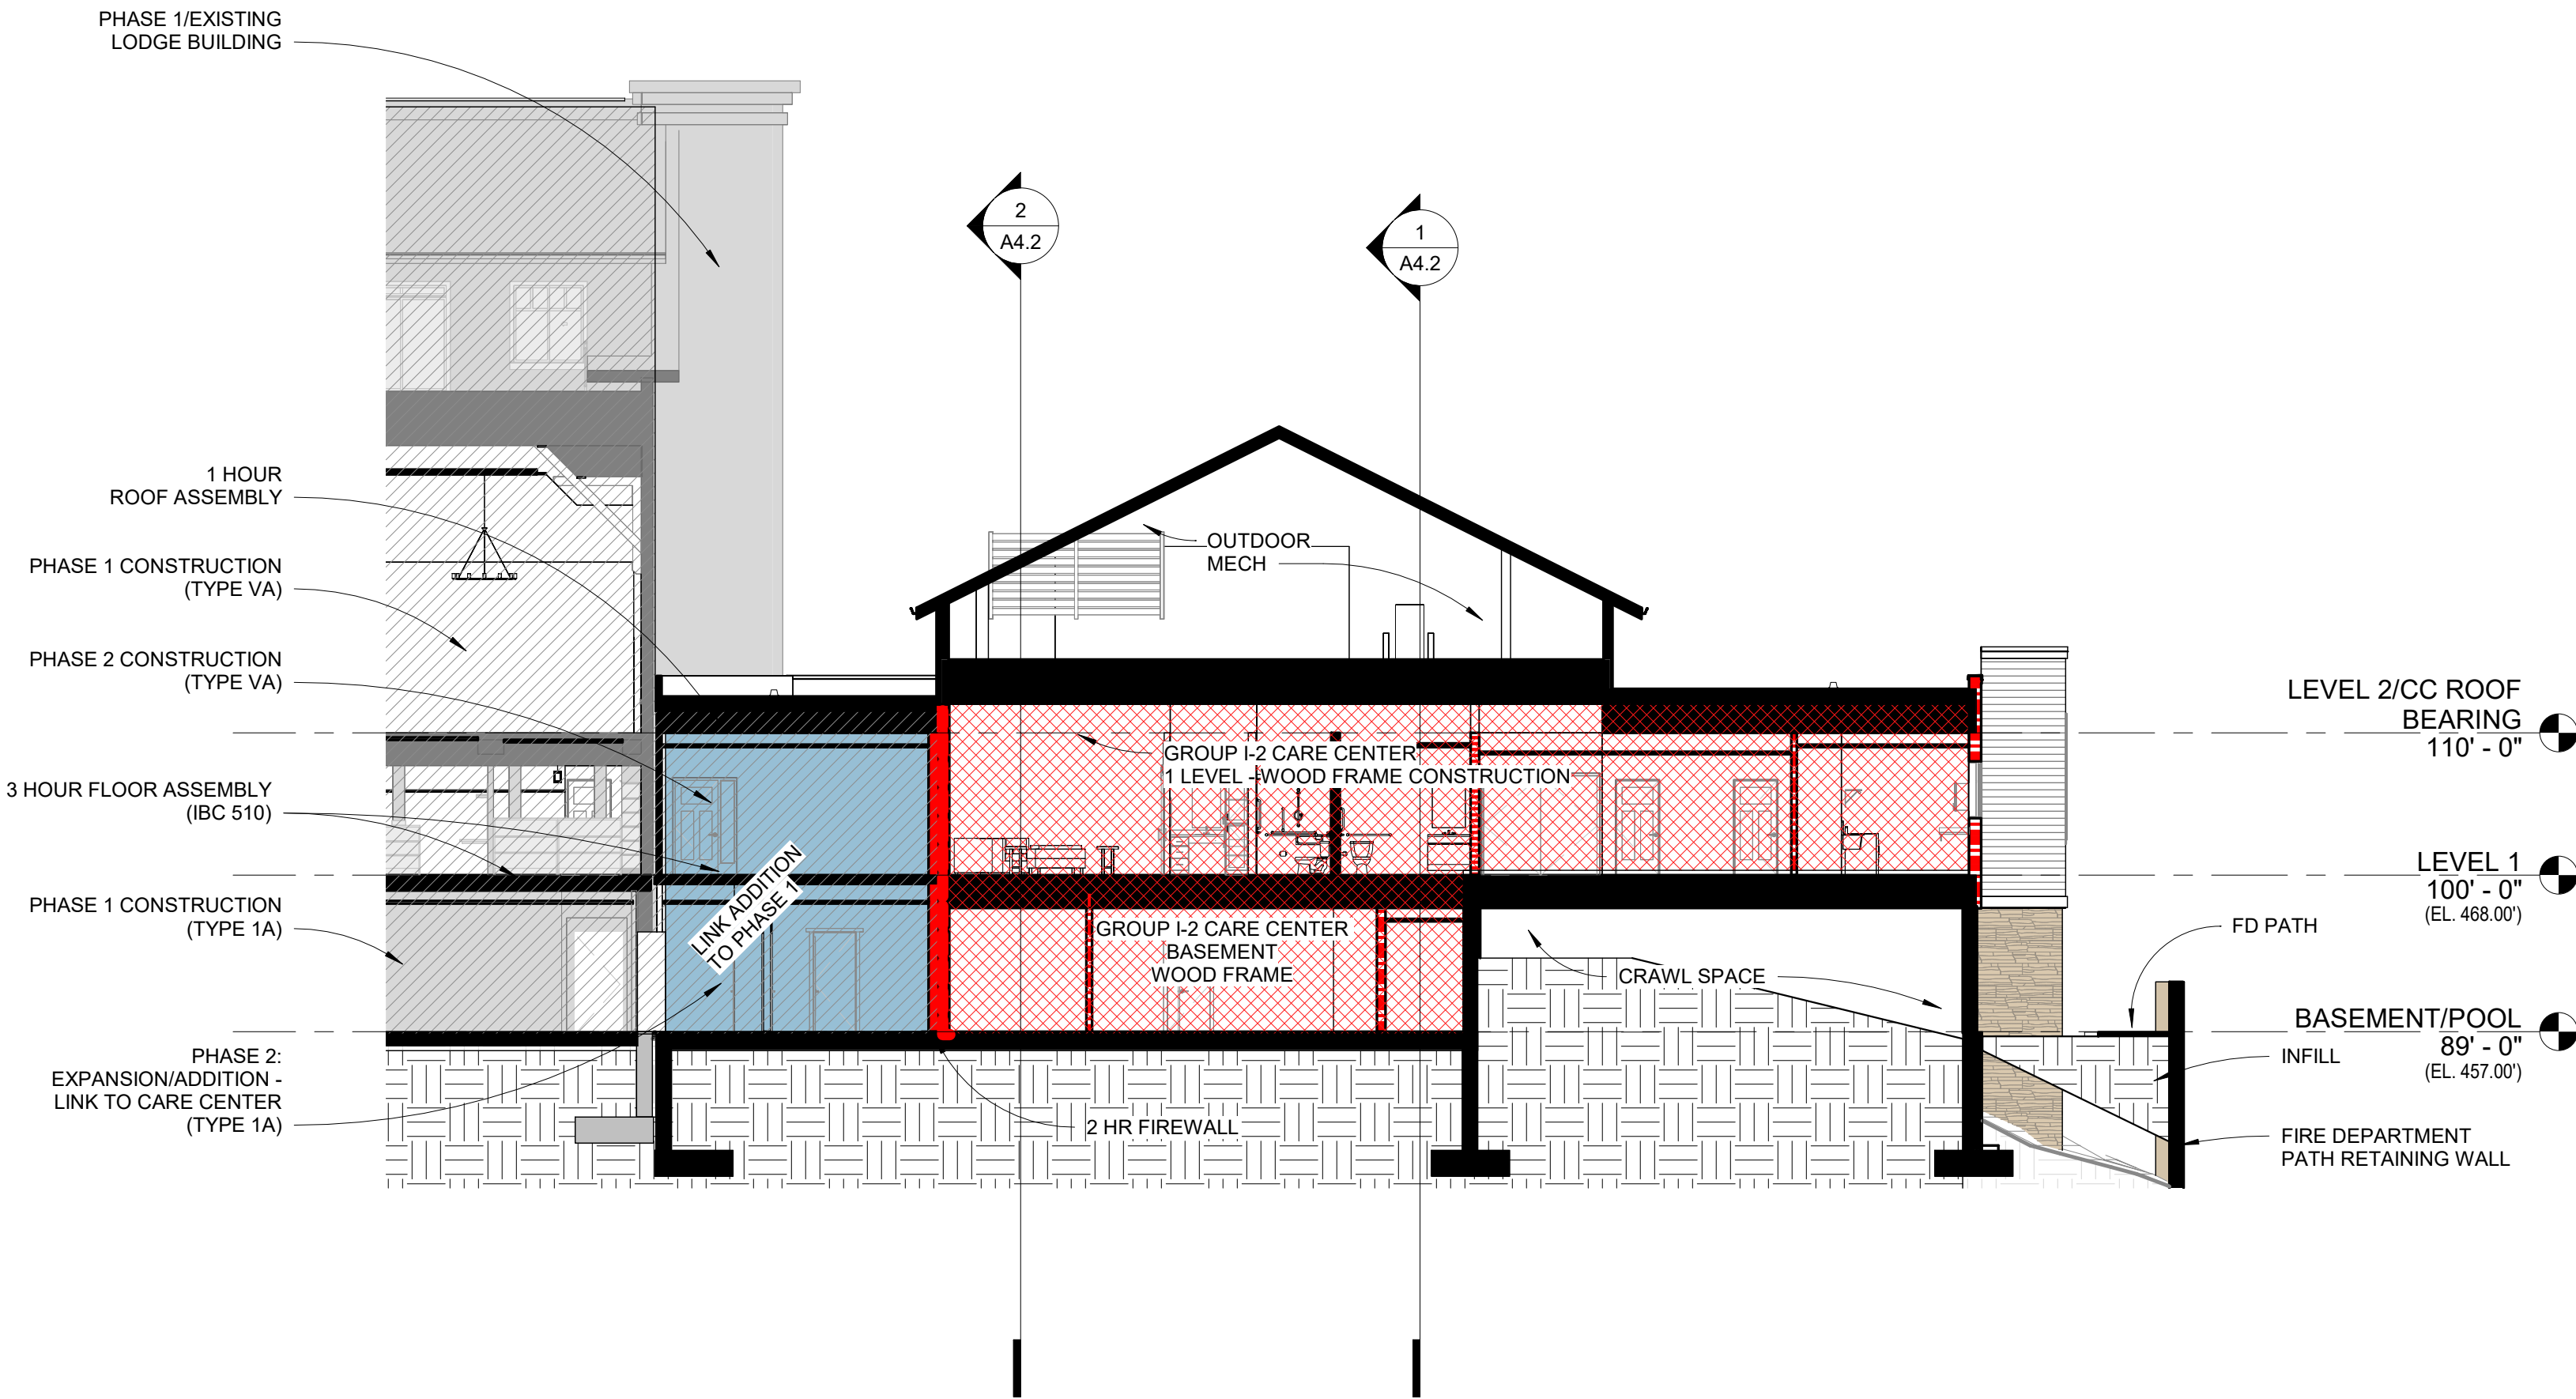 PHASE 1/EXISTING
LODGE BUILDING
2
A4.2
1
A4.2
1 HOUR
ROOF ASSEMBLY
OUTDOOR
MECH
PHASE 1 CONSTRUCTION
(TYPE VA)
PHASE 2 CONSTRUCTION
(TYPE VA)
LEVEL 2/CC ROOF
BEARING
110' - 0"
GROUP I-2 CARE CENTER
1 LEVEL - WOOD FRAME CONSTRUCTION
3 HOUR FLOOR ASSEMBLY
(IBC 510)
LINK ADDITION
TO PHASE 1
LEVEL 1
100' - 0"
(EL. 468.00')
PHASE 1 CONSTRUCTION
(TYPE 1A)
GROUP I-2 CARE CENTER
BASEMENT
WOOD FRAME
FD PATH
CRAWL SPACE
BASEMENT/POOL
89' - 0"
(EL. 457.00')
INFILL
PHASE 2:
EXPANSION/ADDITION -
LINK TO CARE CENTER
(TYPE 1A)
2 HR FIREWALL
FIRE DEPARTMENT
PATH RETAINING WALL